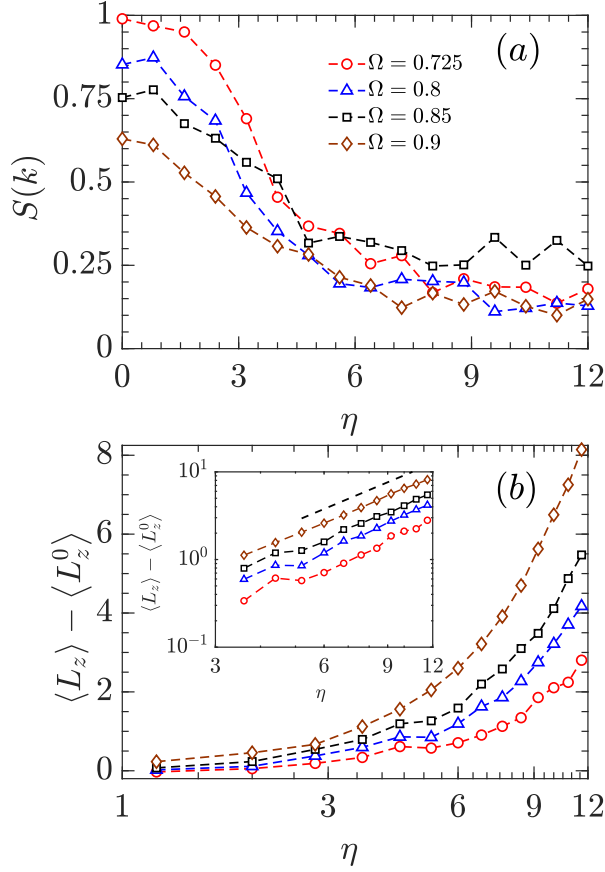 1
0.75
0.5
0.25
0
S(k)
(a)
Ω = 0.725
Ω = 0.8
Ω = 0.85
Ω = 0.9
0 3 6 9 12
η
8
6
4
2
0
⟨L_z⟩ − ⟨L_z^0⟩
(b)
10^1
10^0
10^−1
⟨L_z⟩ − ⟨L_z^0⟩
3 6 9 12
η
1 3 6 9 12
η